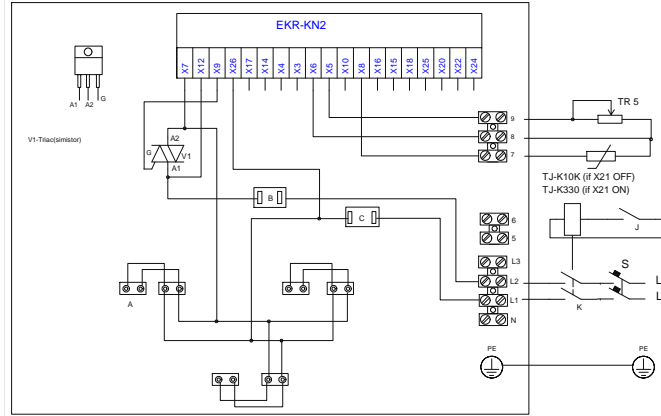 EKR-KN2
X7 X12 X9 X26 X17 X14 X4 X3 X6 X5 X10 X8 X16 X15 X18 X25 X20 X22 X24
A1 A2 G
V1-Triac(simistor)
A2
G V1
A1
B
C
A
9
8
7
TR 5
TJ-K10K (if X21 OFF)
TJ-K330 (if X21 ON)
6
5
J
L3
L2
L1
N
S
L
L
K
PE
PE